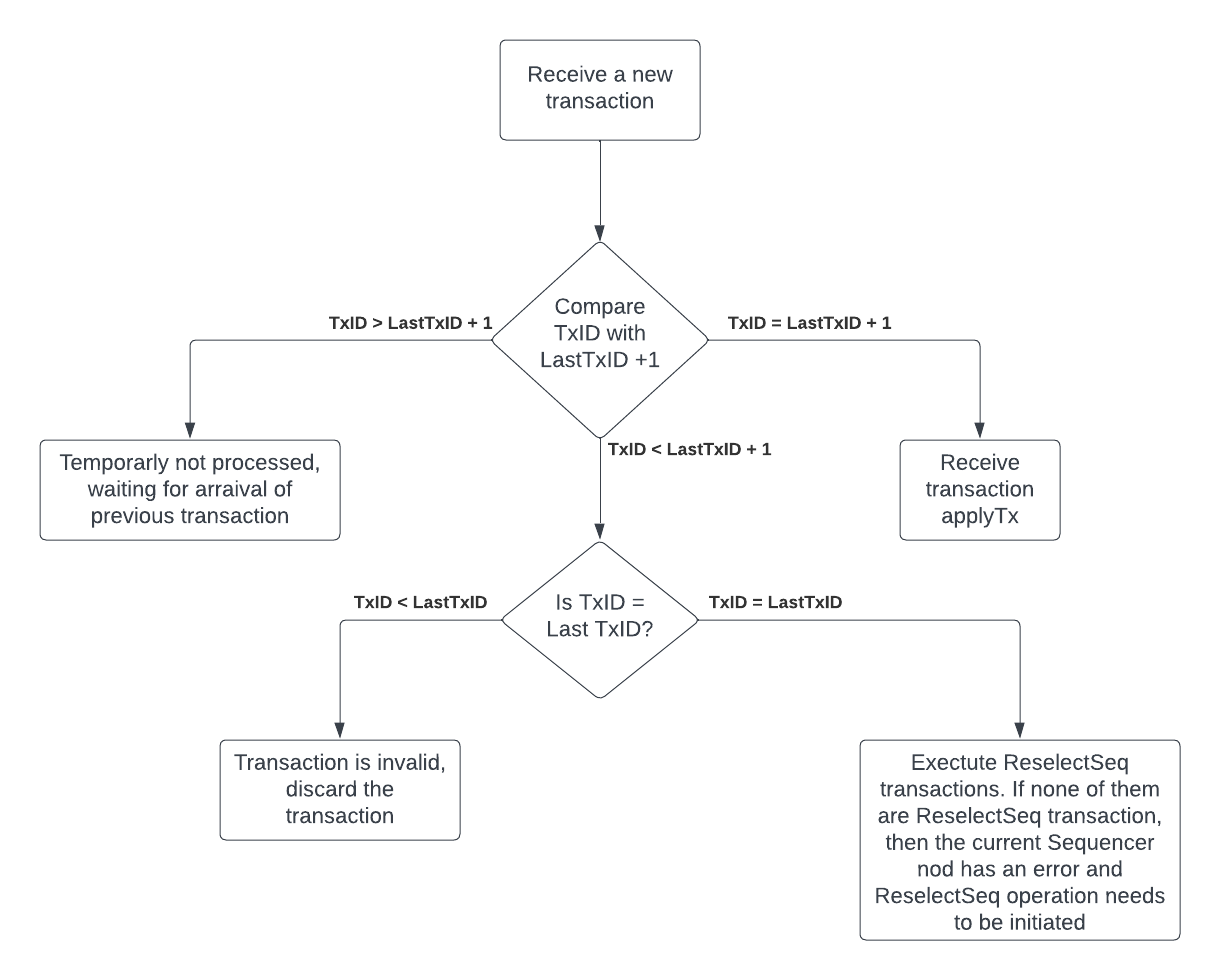 Receive a new
transaction
Compare
TxID with
LastTxID +1
TxID > LastTxID + 1
TxID = LastTxID + 1
TxID < LastTxID + 1
Temporarly not processed,
waiting for arraival of
previous transaction
Receive
transaction
applyTx
Is TxID =
Last TxID?
TxID < LastTxID
TxID = LastTxID
Transaction is invalid,
discard the
transaction
Exectute ReselectSeq
transactions. If none of them
are ReselectSeq transaction,
then the current Sequencer
nod has an error and
ReselectSeq operation needs
to be initiated